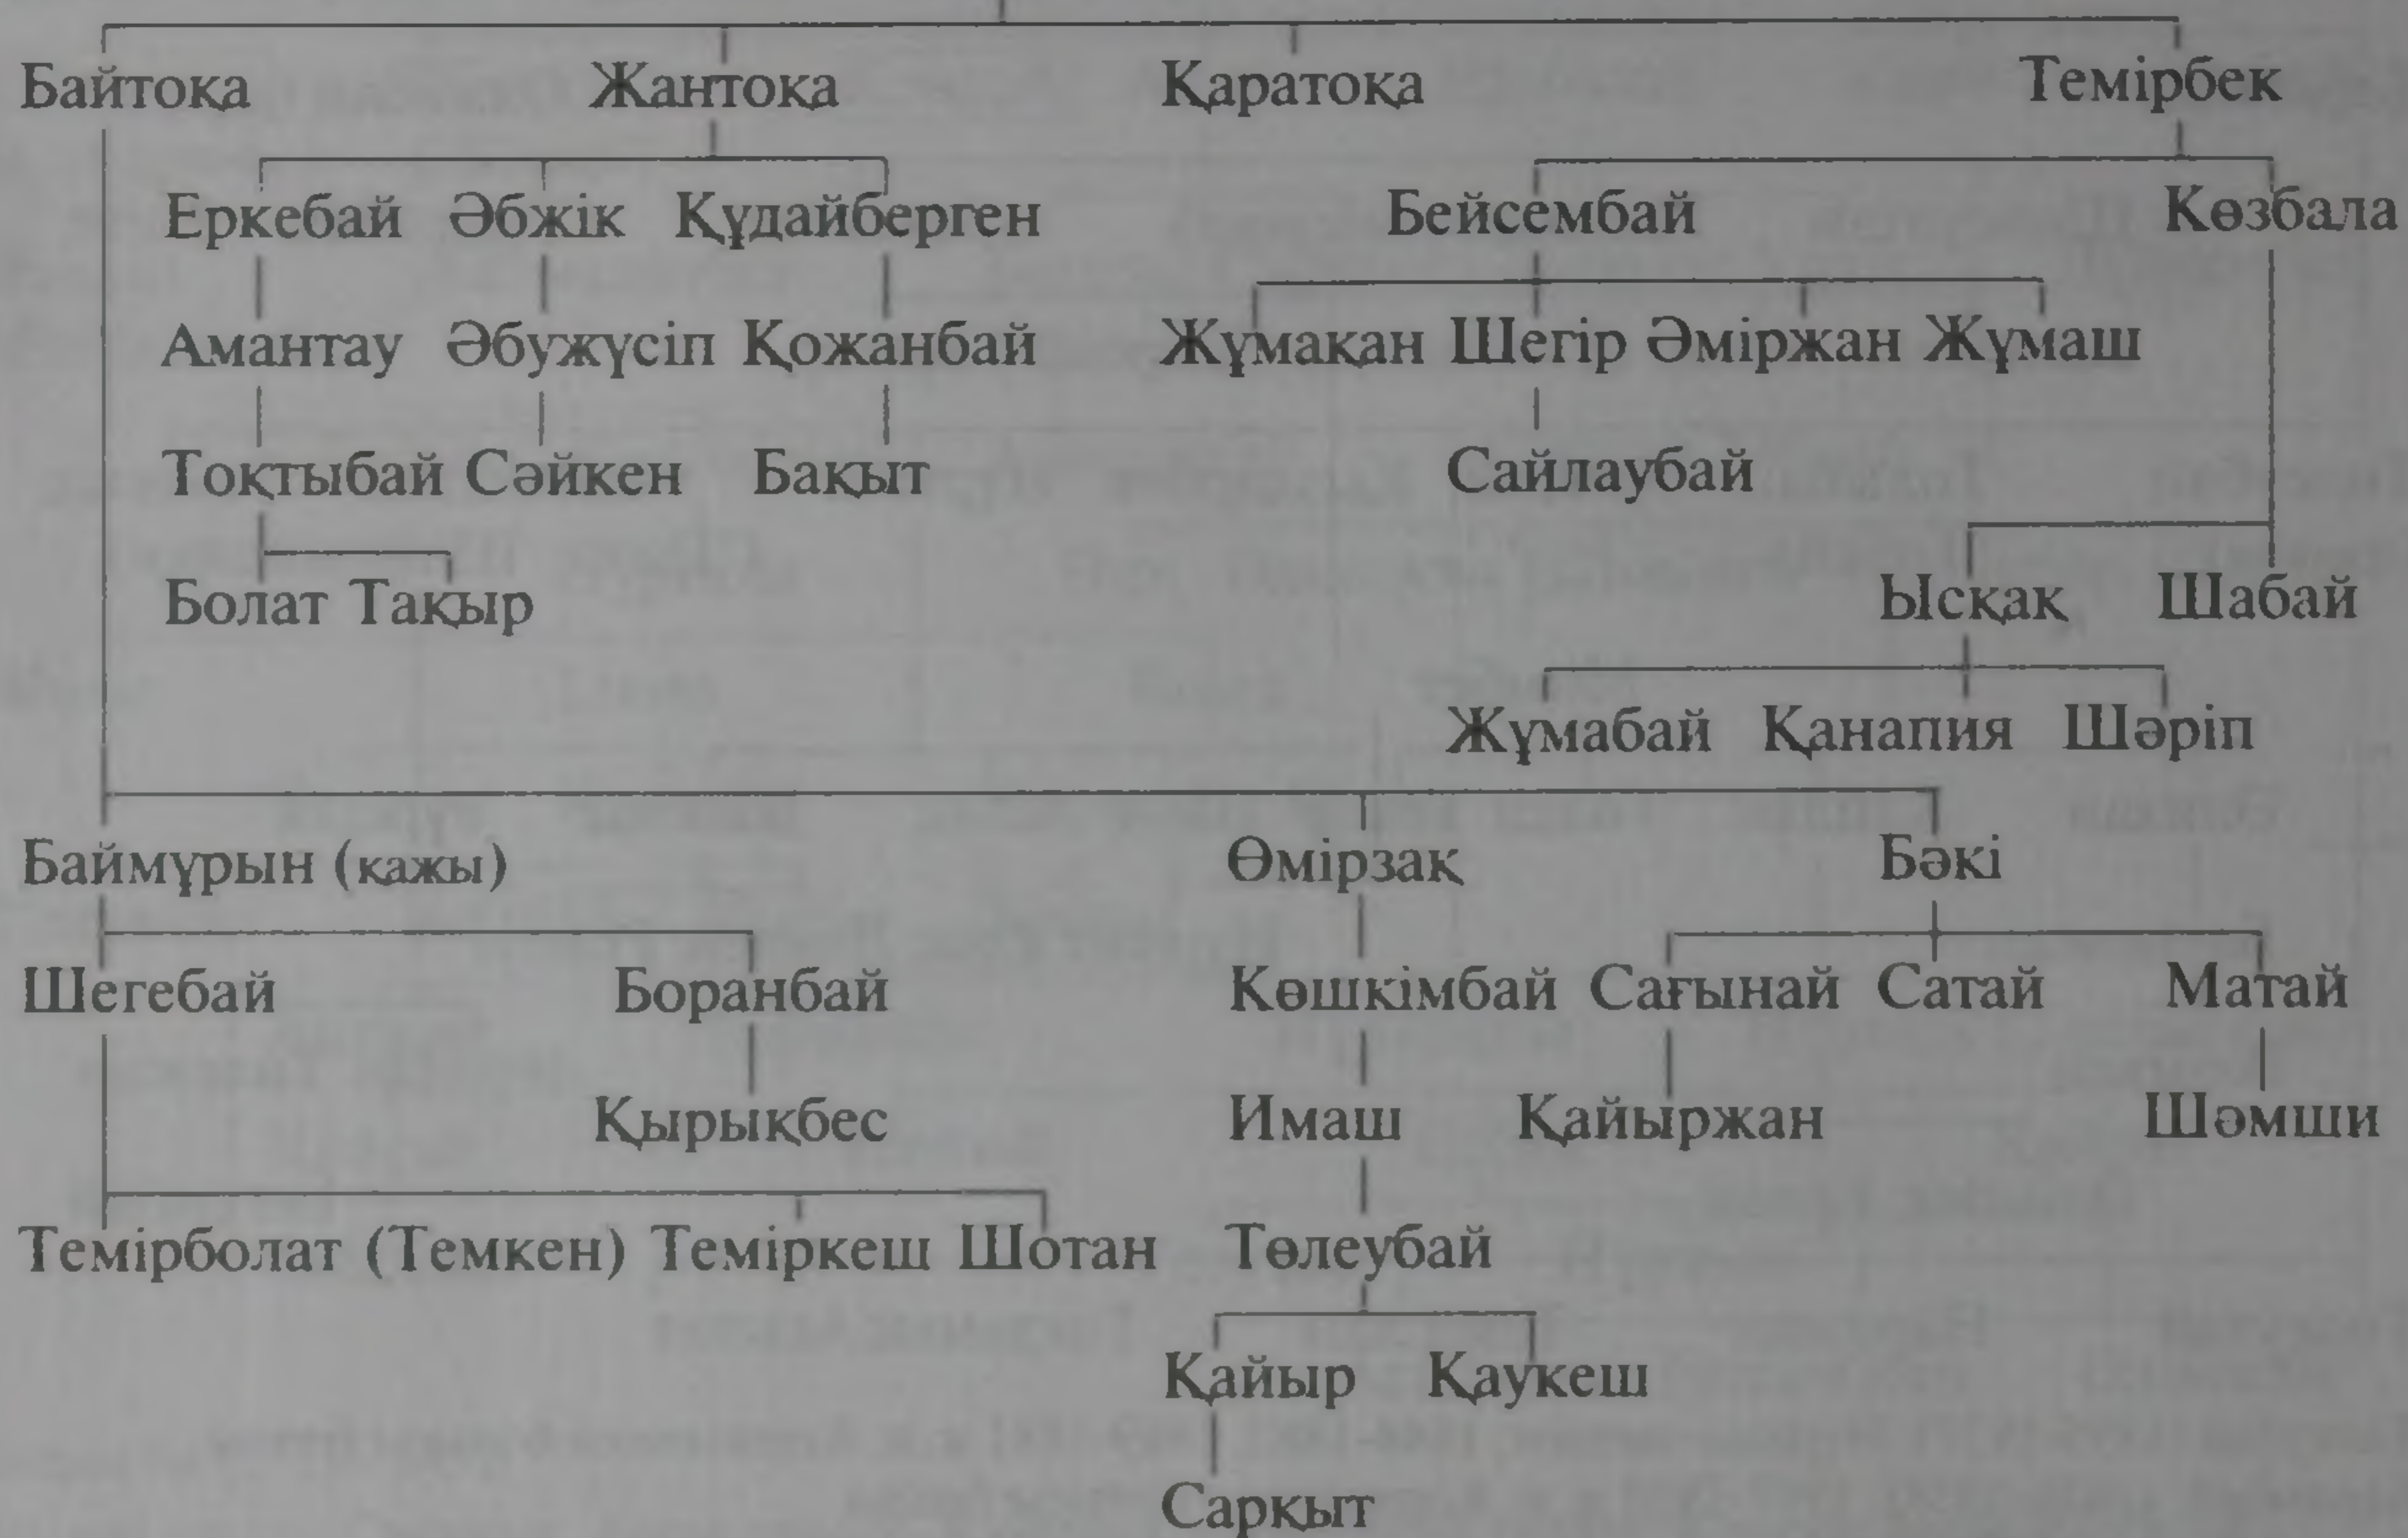 Байтоқа Жантоқа Қаратоқа Темірбек
Еркебай Әбжік Құдайберген Бейсембай Көзбала
Амантау Әбужүсіп Қожанбай Жұмақан Шегір Әміржан Жұмаш
Тоқтыбай Сәйкен Бақыт Сайлаубай
Болат Тақыр Ысқақ Шабай
Жұмабай Қанапия Шәріп
Баймұрын (қажы) Өмірзақ Бәкі
Шегебай Боранбай Көшкімбай Сағынай Сатай Матай
Қырықбес Имаш Қайыржан Шәмши
Темірболат (Темкен) Теміркеш Шотан Төлеубай
Қайыр Қаукеш
Сарқыт